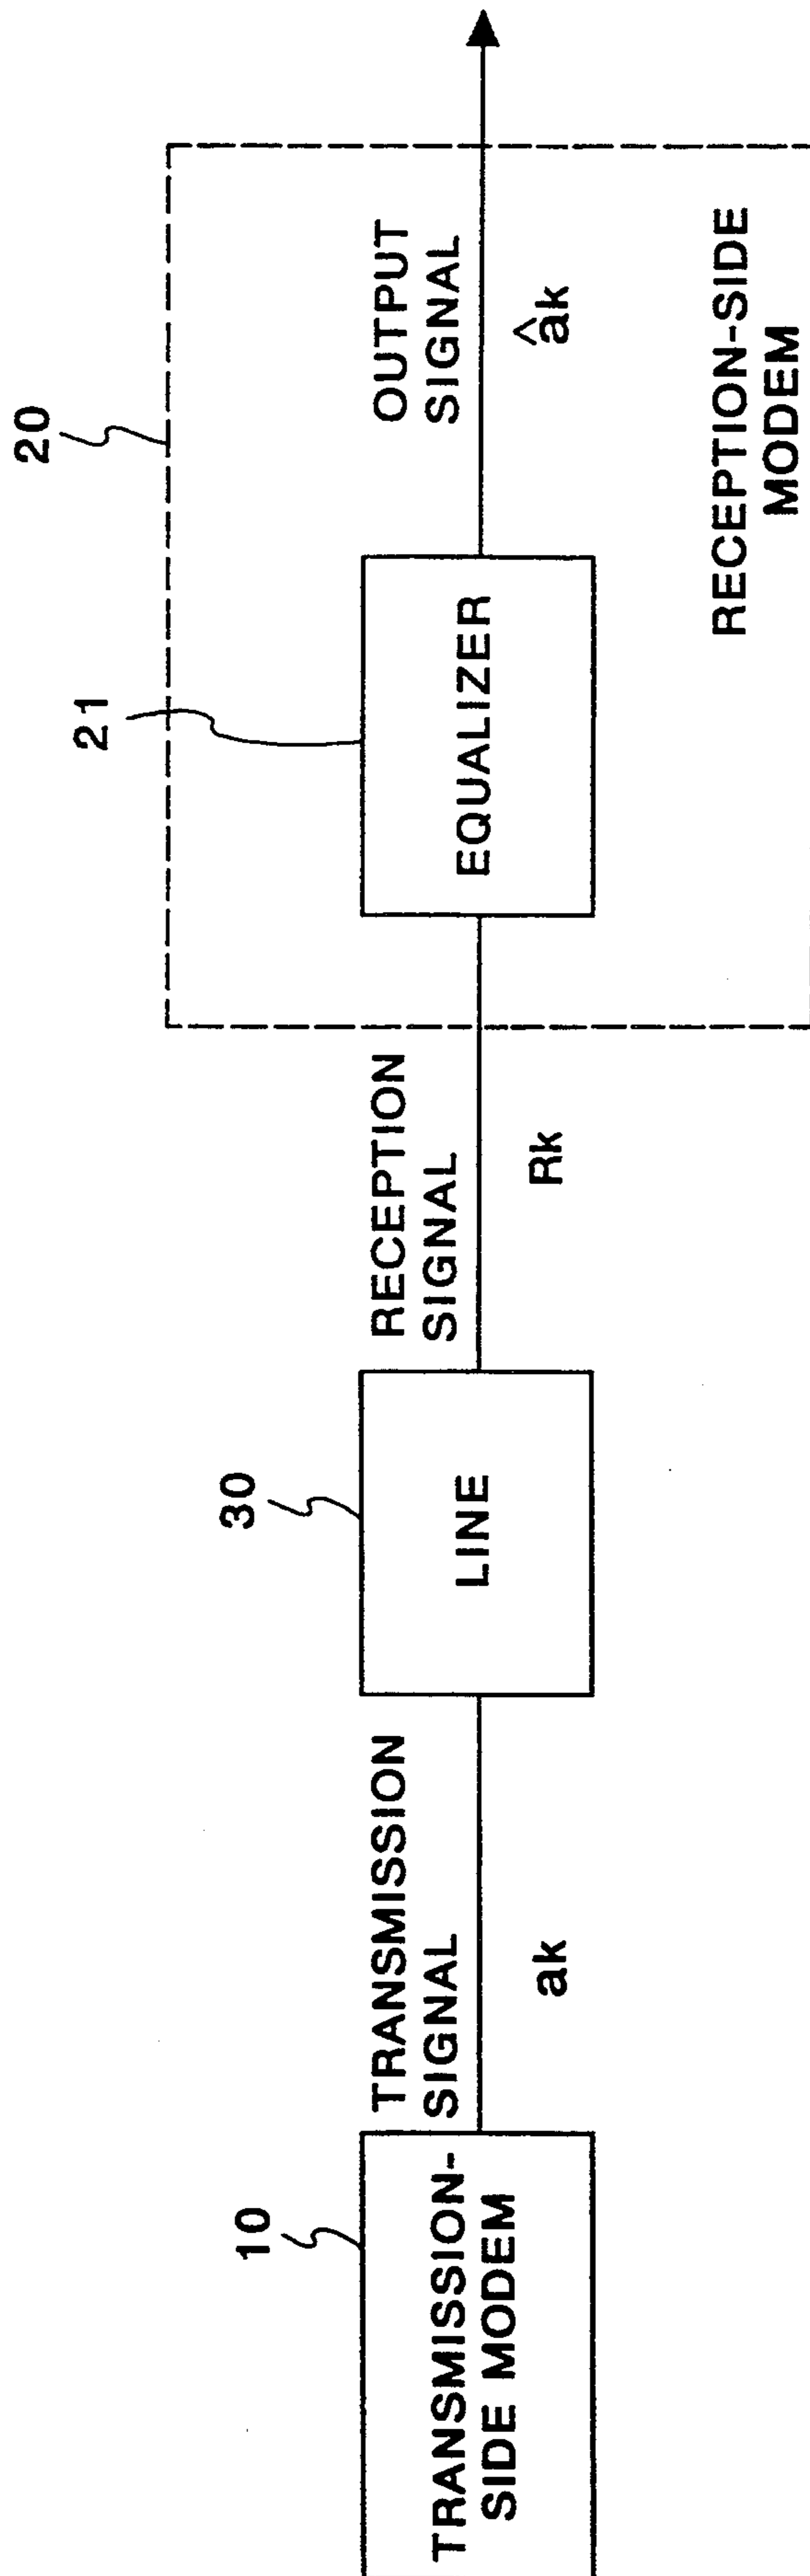 10
TRANSMISSION-
SIDE MODEM
TRANSMISSION
SIGNAL
ak
30
LINE
RECEPTION
SIGNAL
Rk
20
21
EQUALIZER
OUTPUT
SIGNAL
âk
RECEPTION-SIDE
MODEM